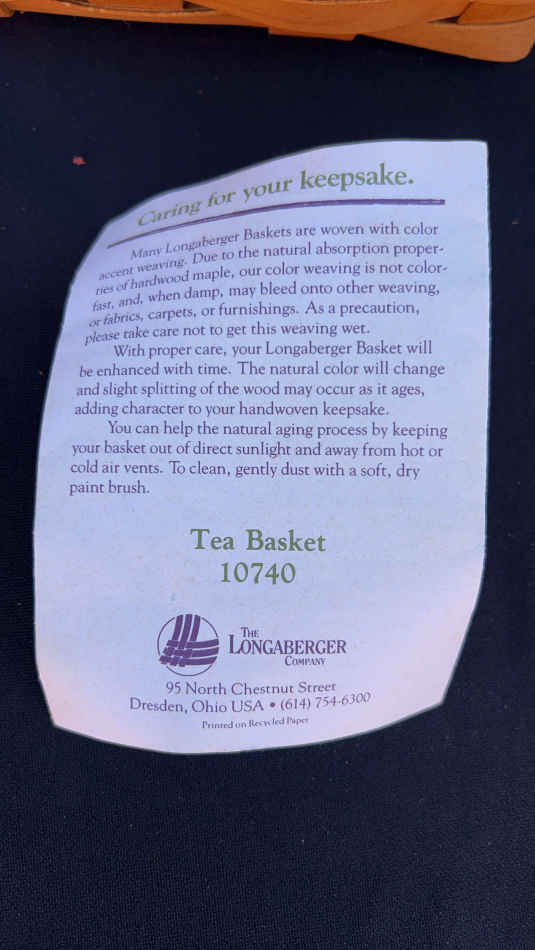 Caring for your keepsake.
Many Longaberger Baskets are woven with color
accent weaving. Due to the natural absorption proper-
ties of hardwood maple, our color weaving is not color-
fast, and, when damp, may bleed onto other weaving,
or fabrics, carpets, or furnishings. As a precaution,
please take care not to get this weaving wet.
With proper care, your Longaberger Basket will
be enhanced with time. The natural color will change
and slight splitting of the wood may occur as it ages,
adding character to your handwoven keepsake.
You can help the natural aging process by keeping
your basket out of direct sunlight and away from hot or
cold air vents. To clean, gently dust with a soft, dry
paint brush.
Tea Basket
10740
THE
LONGABERGER
COMPANY
95 North Chestnut Street
Dresden, Ohio USA • (614) 754-6300
Printed on Recycled Paper